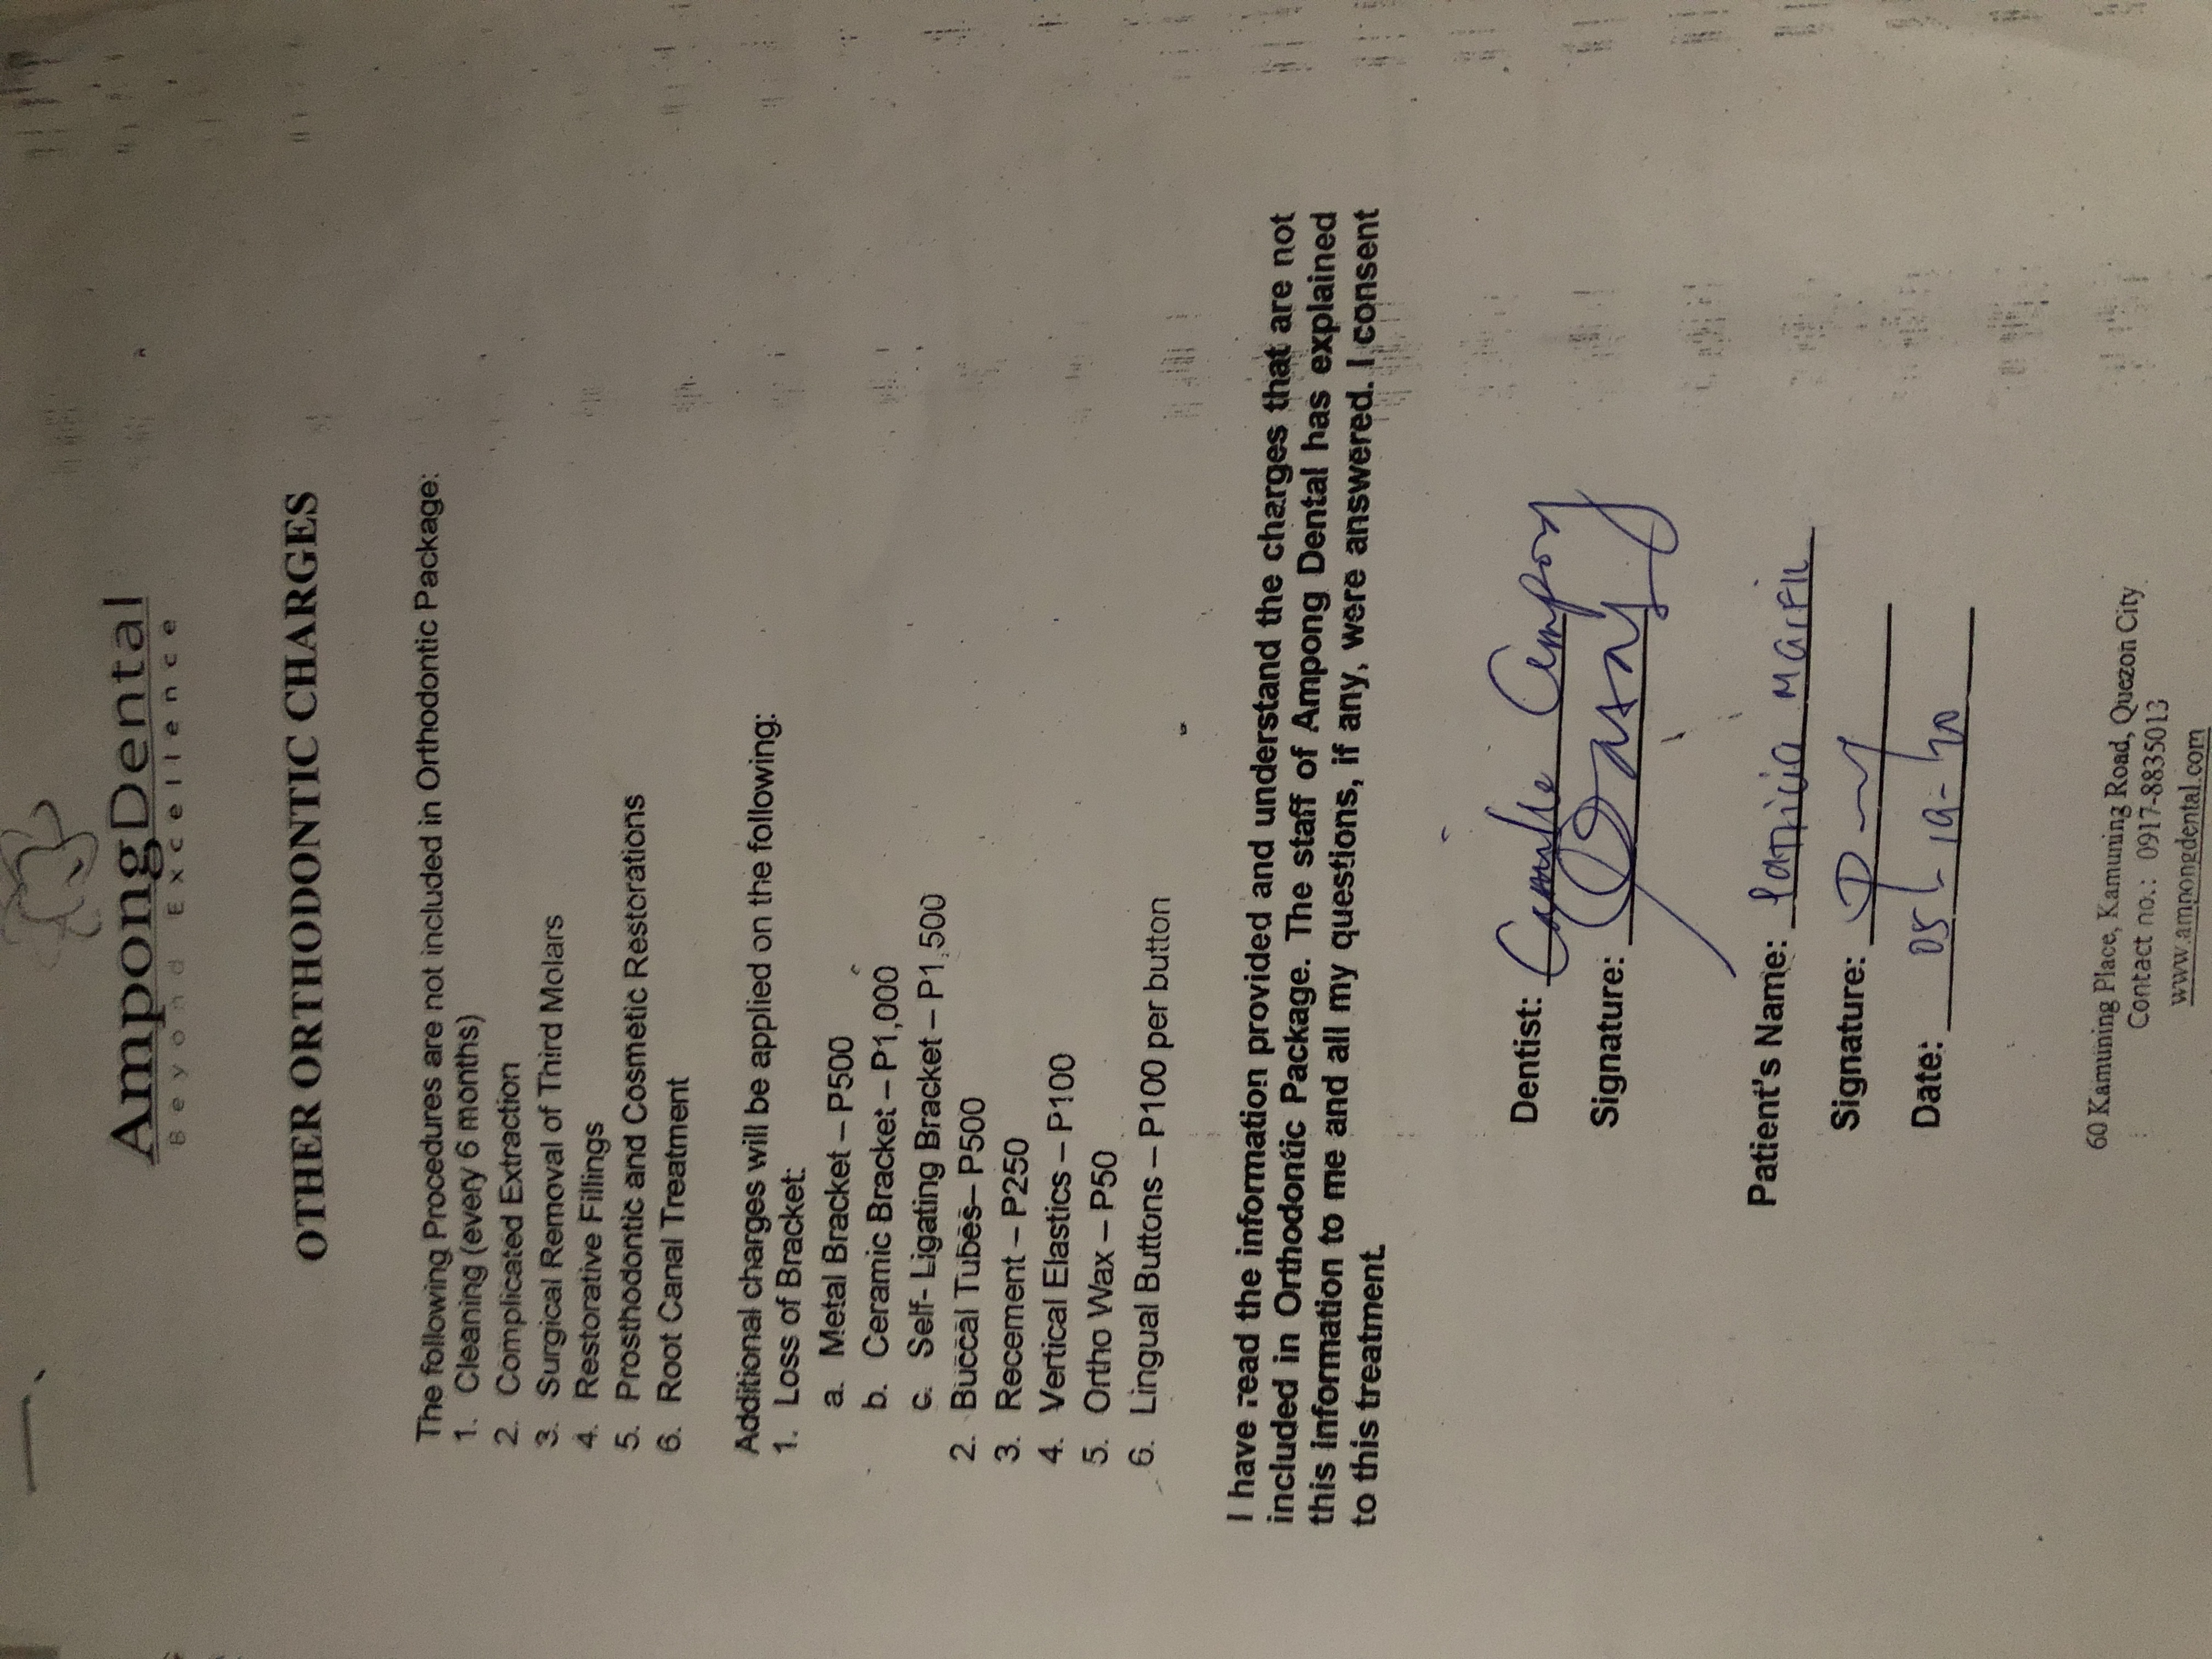 AmpongDental
Beyond Excellence
OTHER ORTHODONTIC CHARGES
The following Procedures are not included in Orthodontic Package:
1. Cleaning (every 6 months)
2. Complicated Extraction
3. Surgical Removal of Third Molars
4. Restorative Fillings
5. Prosthodontic and Cosmetic Restorations
6. Root Canal Treatment
Additional charges will be applied on the following:
1. Loss of Bracket:
a. Metal Bracket – P500
b. Ceramic Bracket – P1,000
c. Self- Ligating Bracket – P1,500
2. Buccal Tubes– P500
3. Recement – P250
4. Vertical Elastics – P100
5. Ortho Wax – P50
6. Lingual Buttons – P100 per button
I have read the information provided and understand the charges that are not
included in Orthodontic Package. The staff of Ampong Dental has explained
this information to me and all my questions, if any, were answered. I consent
to this treatment.
Dentist: Camille Ampong
Signature:
Patient's Name: Patricia Marfil
Signature:
Date: 05-19-20
60 Kamuning Place, Kamuning Road, Quezon City
Contact no.: 0917-8835013
www.ampongdental.com